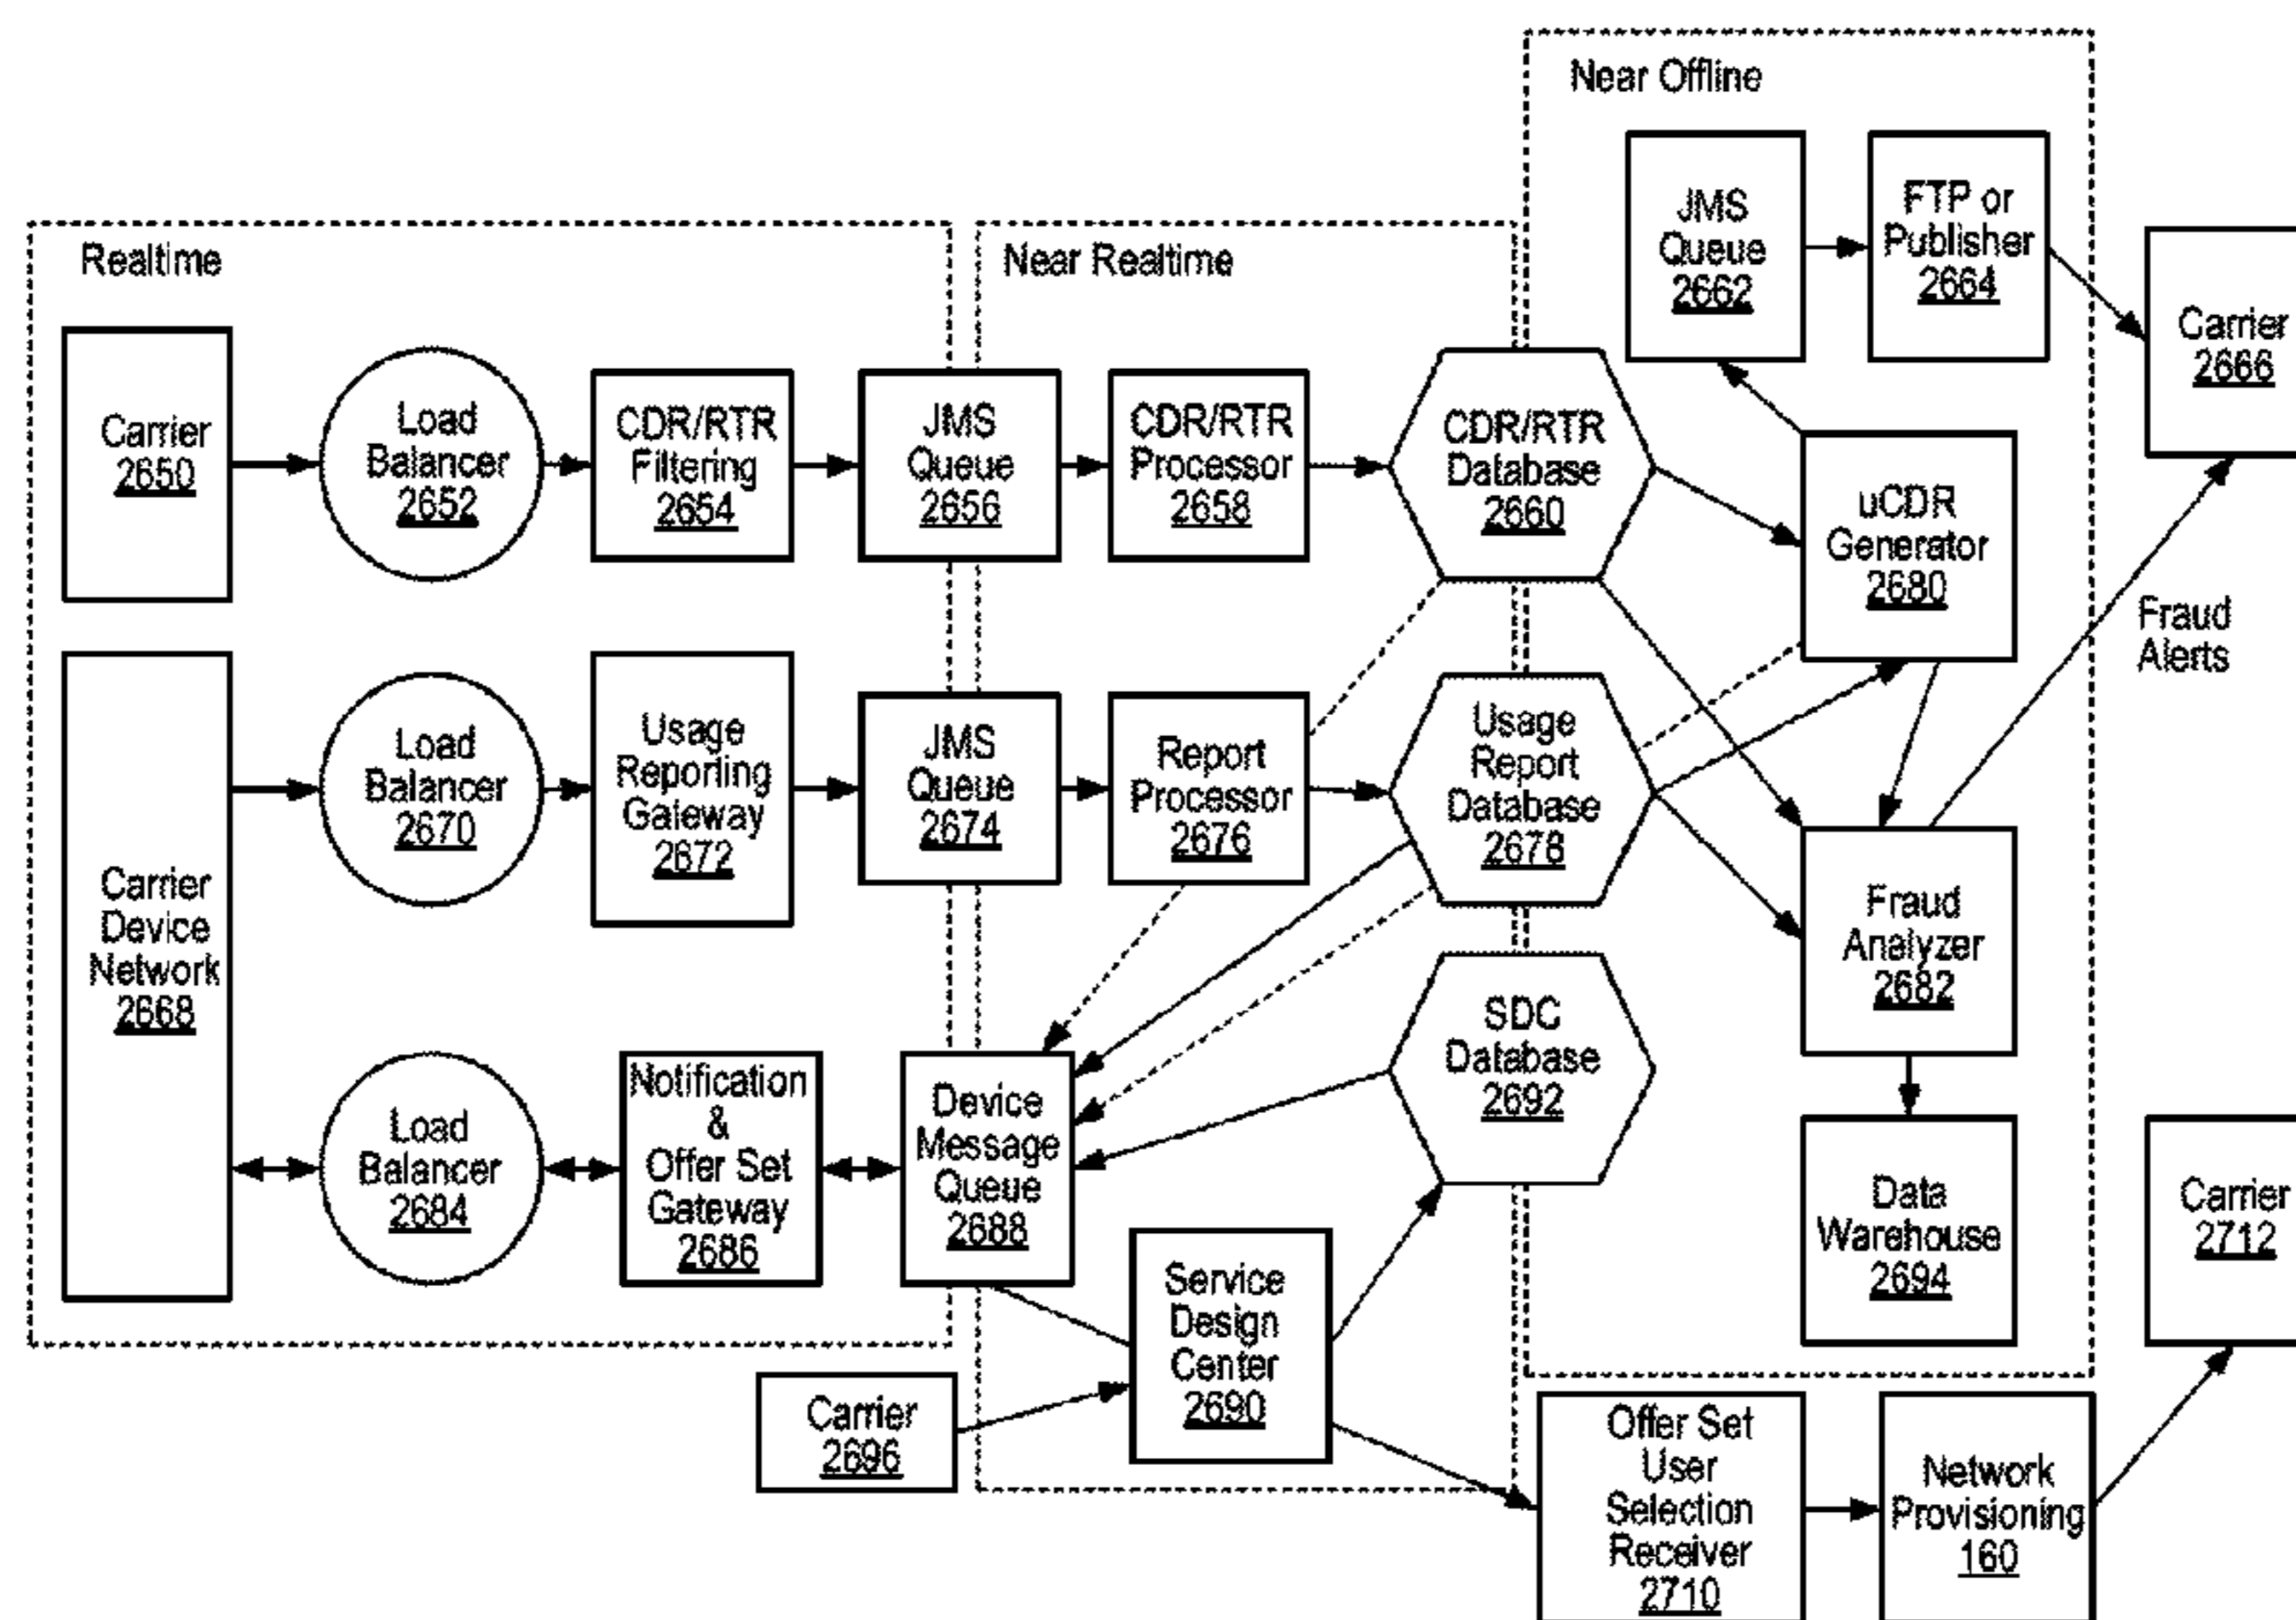 Near Offline
JMS
Queue
2662
FTP or
Publisher
2664
Realtime
Near Realtime
Carrier
2666
Carrier
2650
Load
Balancer
2652
CDR/RTR
Filtering
2654
JMS
Queue
2656
CDR/RTR
Processor
2658
CDR/RTR
Database
2660
uCDR
Generator
2680
Fraud
Alerts
Carrier
Device
Network
2668
Load
Balancer
2670
Usage
Reporting
Gateway
2672
JMS
Queue
2674
Report
Processor
2676
Usage
Report
Database
2678
Fraud
Analyzer
2682
Load
Balancer
2684
Notification
&
Offer Set
Gateway
2686
Device
Message
Queue
2688
SDC
Database
2692
Data
Warehouse
2694
Carrier
2712
Service
Design
Center
2690
Carrier
2696
Offer Set
User
Selection
Receiver
2710
Network
Provisioning
160